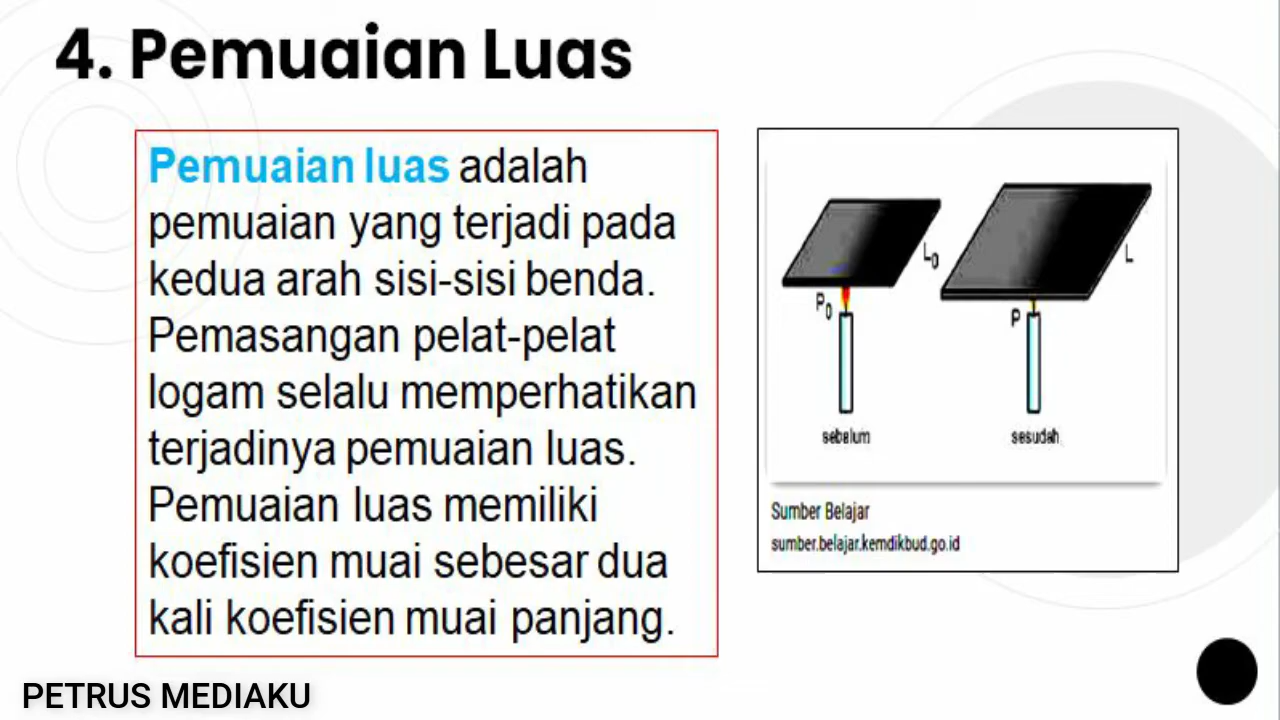 4. Pemuaian Luas
Pemuaian luas adalah
pemuaian yang terjadi pada
kedua arah sisi-sisi benda.
Pemasangan pelat-pelat
logam selalu memperhatikan
terjadinya pemuaian luas.
Pemuaian luas memiliki
koefisien muai sebesar dua
kali koefisien muai panjang.
L0
P0
sebelum
L
P
sesudah
Sumber Belajar
sumber.belajar.kemdikbud.go.id
PETRUS MEDIAKU